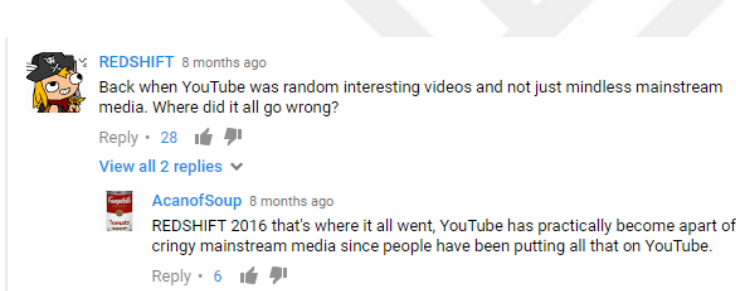 REDSHIFT 8 months ago
Back when YouTube was random interesting videos and not just mindless mainstream
media. Where did it all go wrong?
Reply • 28
View all 2 replies
AcanofSoup 8 months ago
REDSHIFT 2016 that's where it all went, YouTube has practically become apart of
cringy mainstream media since people have been putting all that on YouTube.
Reply • 6